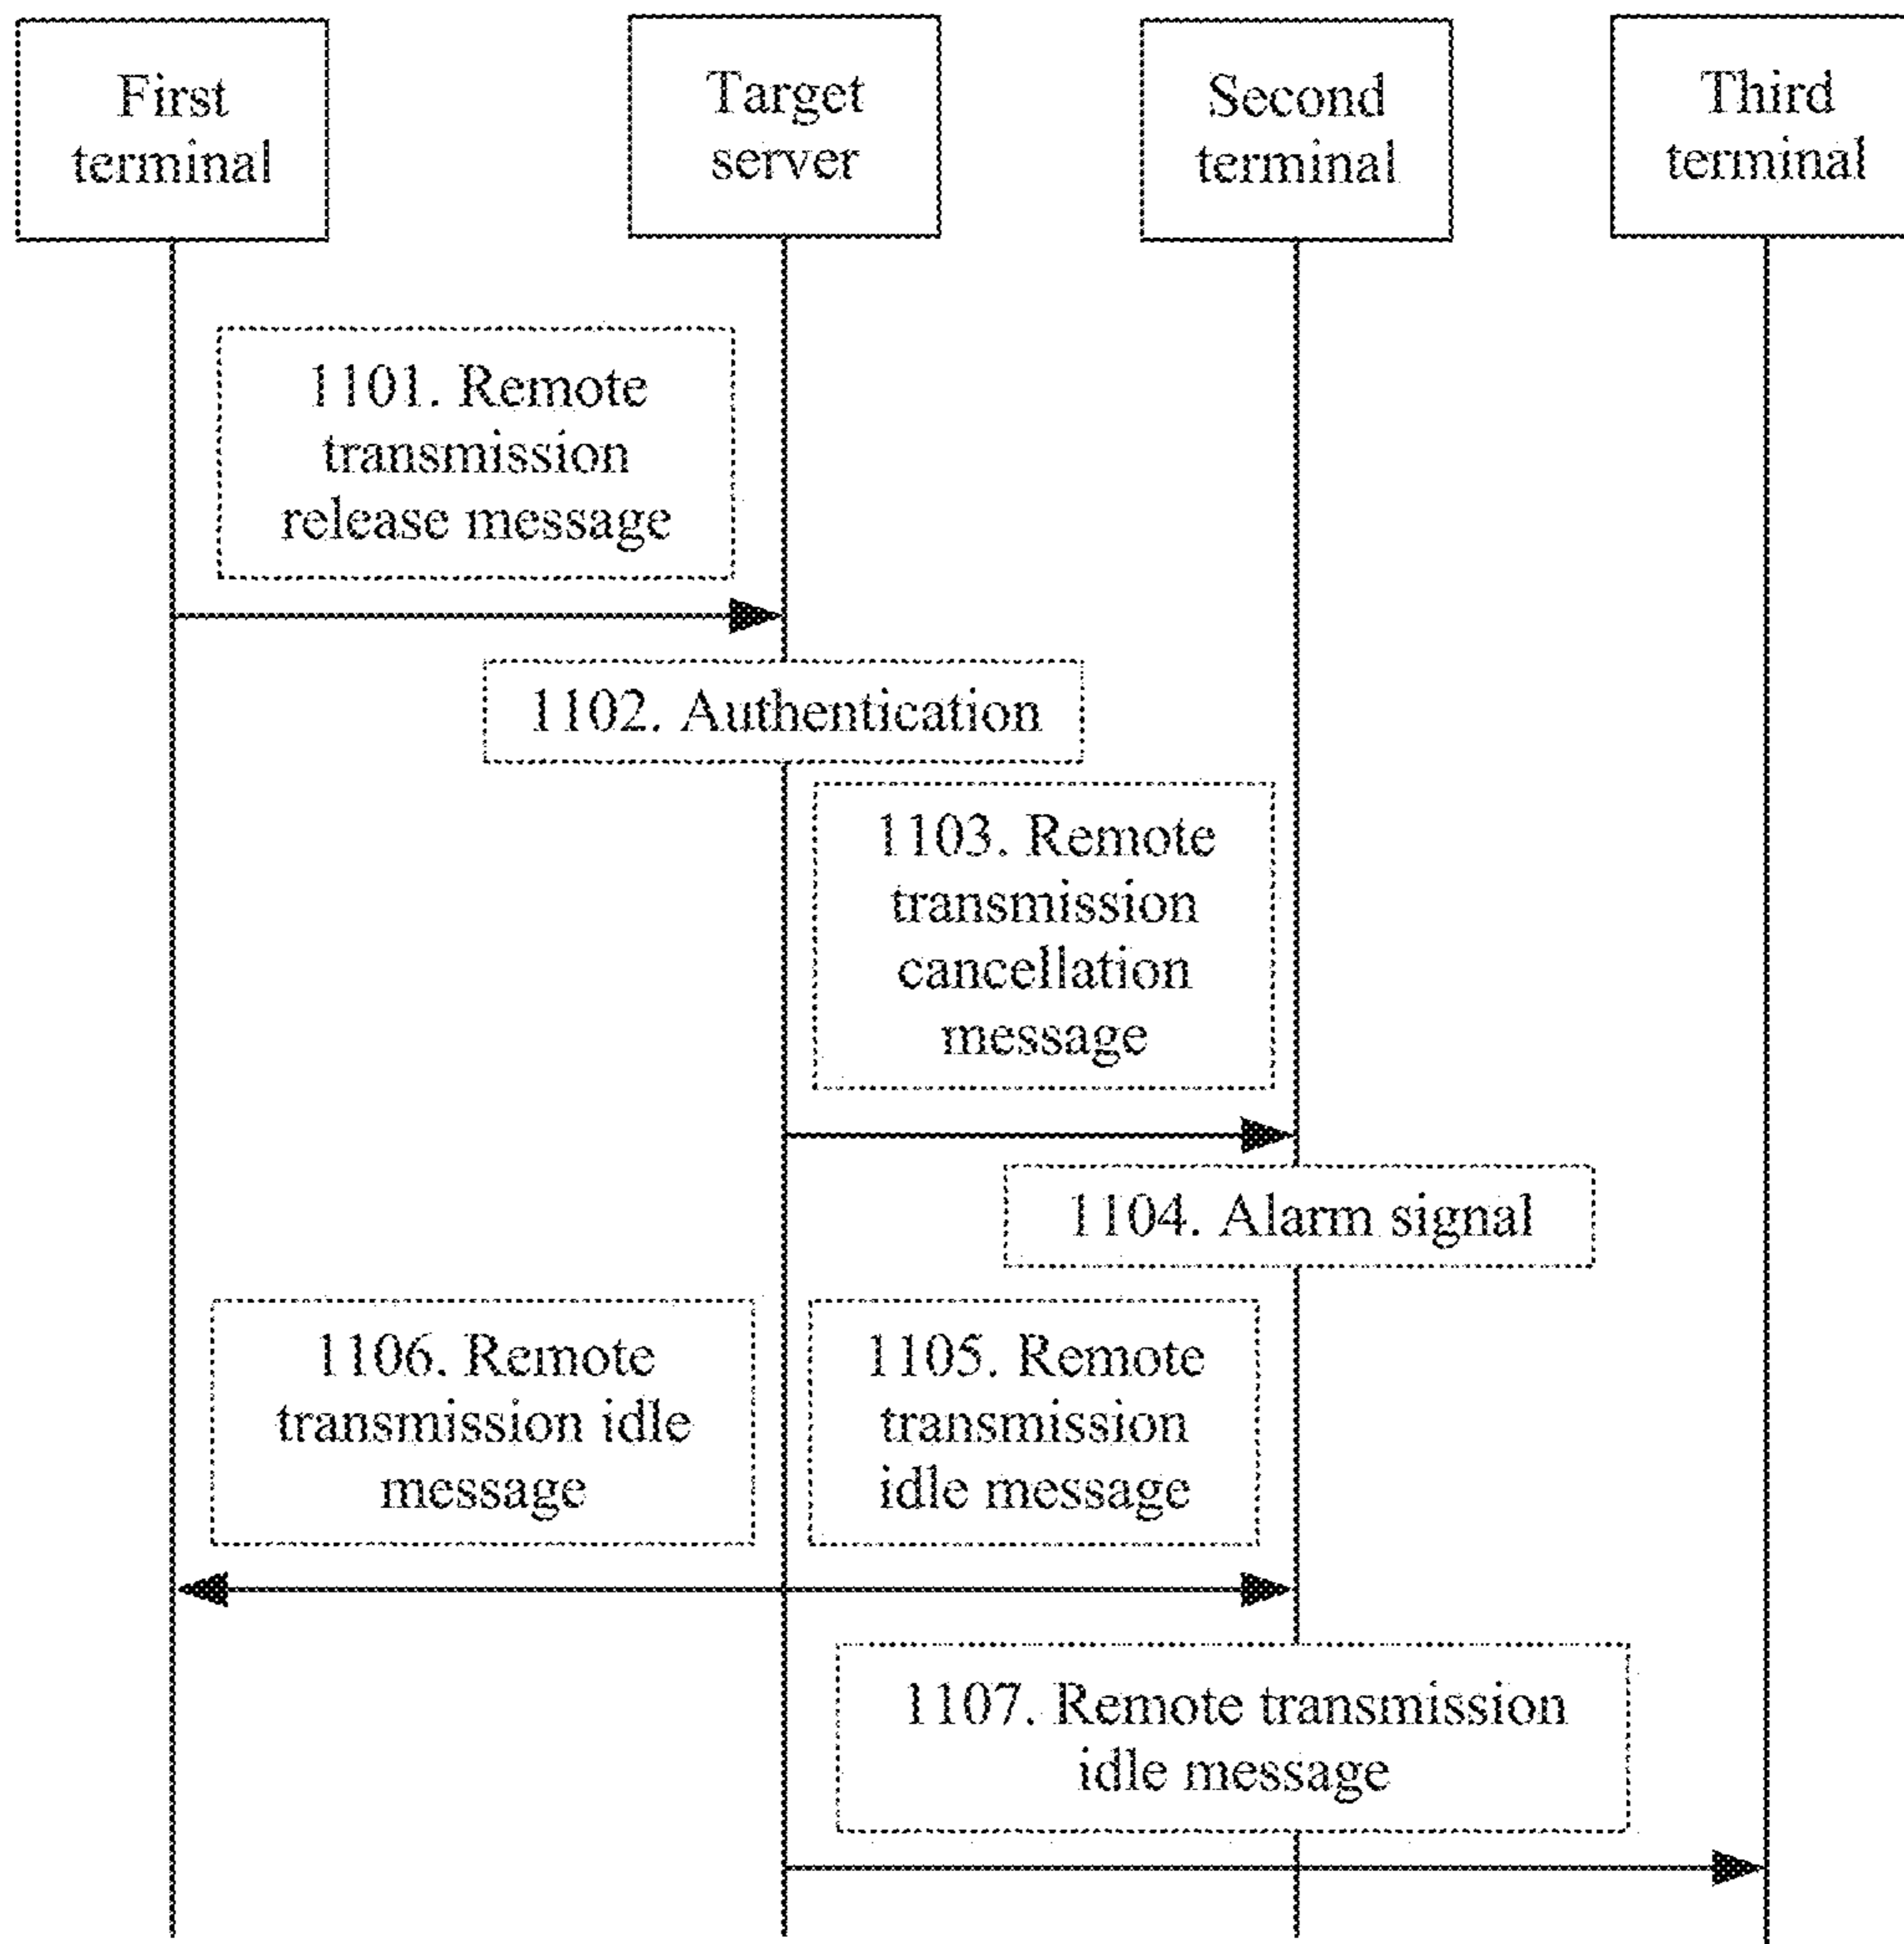 First
terminal
Target
server
Second
terminal
Third
terminal
1101. Remote
transmission
release message
1102. Authentication
1103. Remote
transmission
cancellation
message
1104. Alarm signal
1106. Remote
transmission idle
message
1105. Remote
transmission
idle message
1107. Remote transmission
idle message